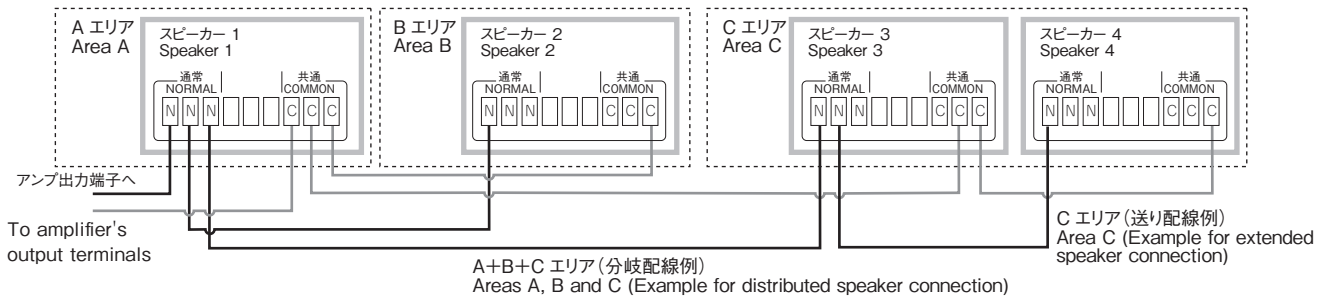 A エリア
Area A
スピーカー 1
Speaker 1
通常
NORMAL
共通
COMMON
N N N C C C
B エリア
Area B
スピーカー 2
Speaker 2
通常
NORMAL
共通
COMMON
N N N C C C
C エリア
Area C
スピーカー 3
Speaker 3
通常
NORMAL
共通
COMMON
N N N C C C
スピーカー 4
Speaker 4
通常
NORMAL
共通
COMMON
N N N C C C
アンプ出力端子へ
To amplifier's
output terminals
C エリア(送り配線例)
Area C (Example for extended
speaker connection)
A+B+C エリア(分岐配線例)
Areas A, B and C (Example for distributed speaker connection)